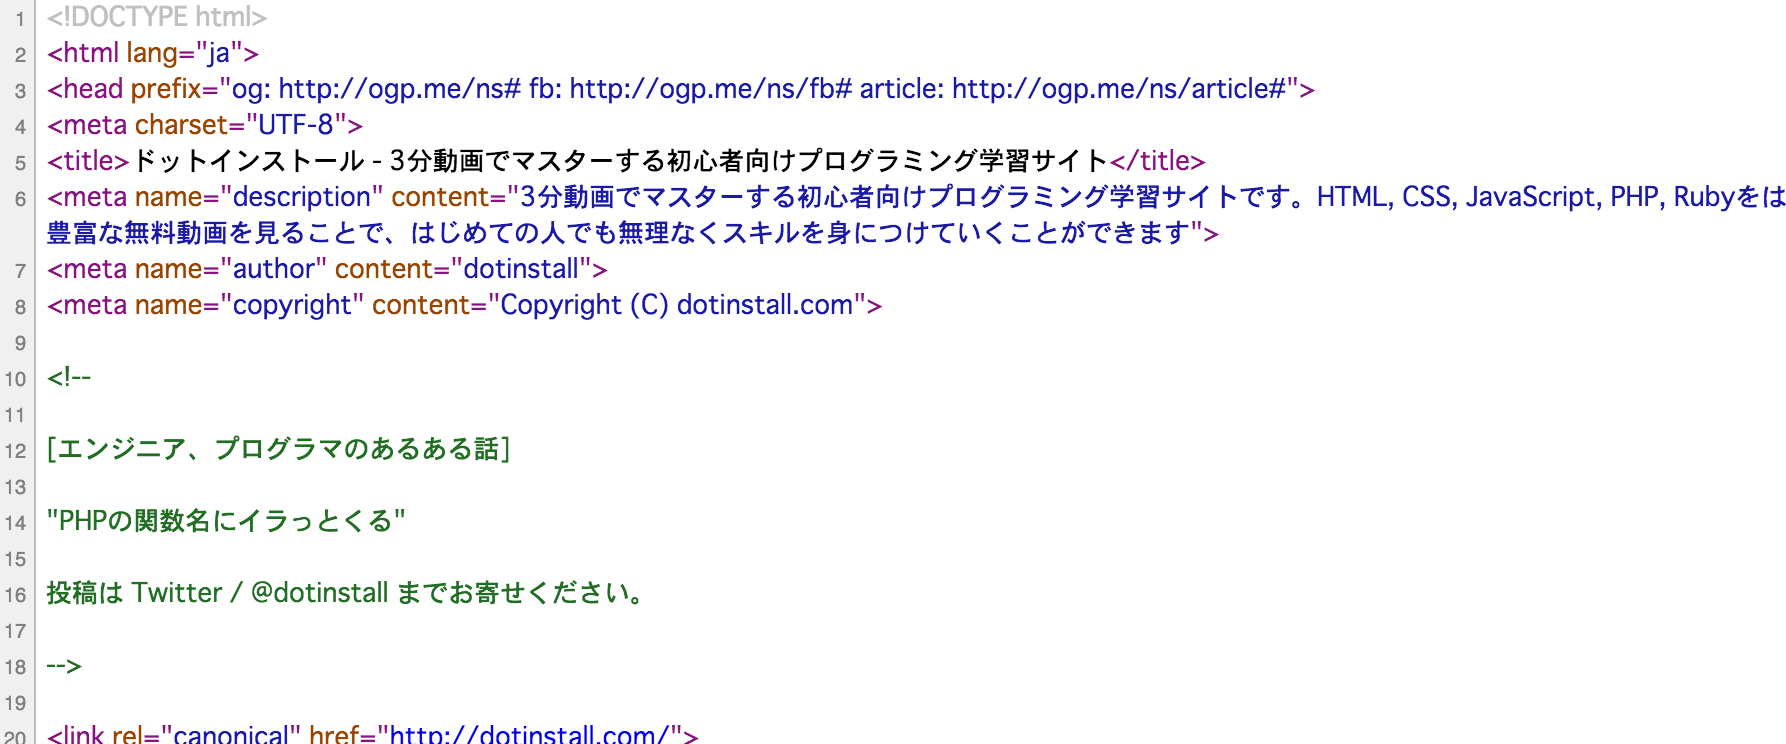 1 <!DOCTYPE html>
2 <html lang="ja">
3 <head prefix="og: http://ogp.me/ns# fb: http://ogp.me/ns/fb# article: http://ogp.me/ns/article#">
4 <meta charset="UTF-8">
5 <title>ドットインストール - 3分動画でマスターする初心者向けプログラミング学習サイト</title>
6 <meta name="description" content="3分動画でマスターする初心者向けプログラミング学習サイトです。HTML, CSS, JavaScript, PHP, Rubyをは
豊富な無料動画を見ることで、はじめての人でも無理なくスキルを身につけていくことができます">
7 <meta name="author" content="dotinstall">
8 <meta name="copyright" content="Copyright (C) dotinstall.com">
9
10 <!--
11
12 [エンジニア、プログラマのあるある話]
13
14 "PHPの関数名にイラっとくる"
15
16 投稿は Twitter / @dotinstall までお寄せください。
17
18 -->
19
20 <link rel="canonical" href="http://dotinstall.com/">